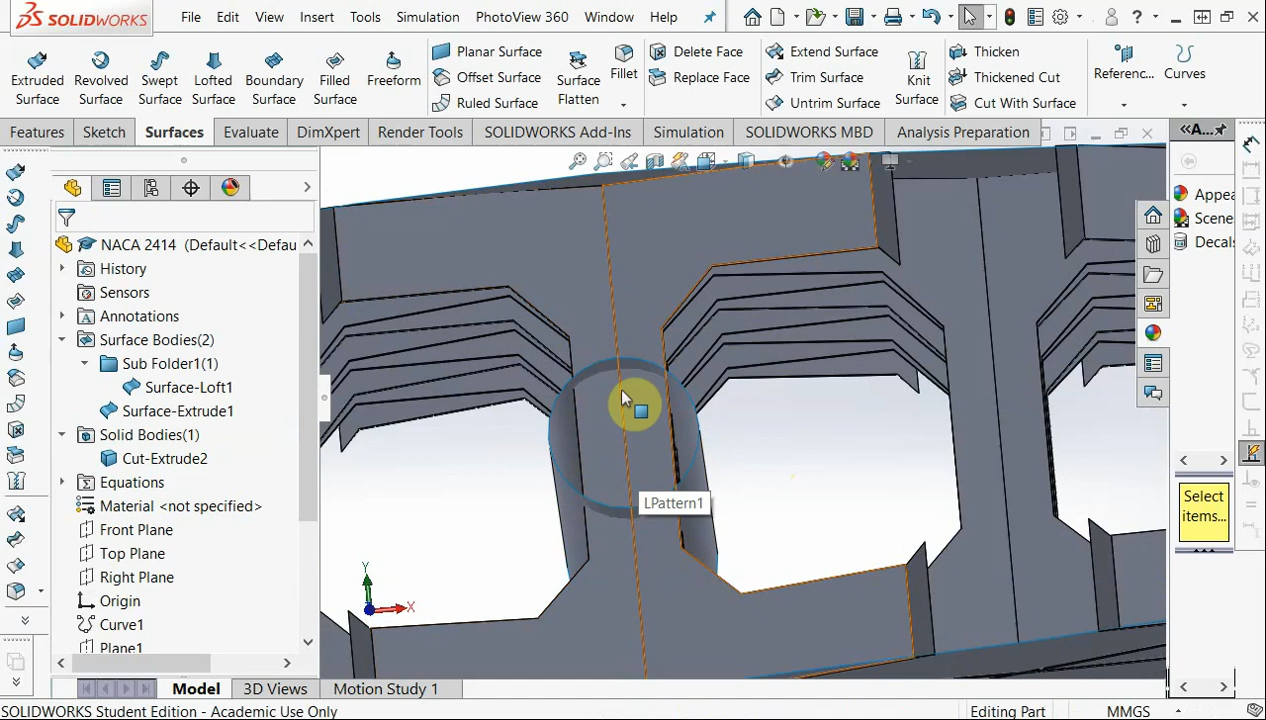 SOLIDWORKS
File Edit View Insert Tools Simulation PhotoView 360 Window Help
?
Extruded Surface
Revolved Surface
Swept Surface
Lofted Surface
Boundary Surface
Filled Surface
Freeform
Planar Surface
Offset Surface
Ruled Surface
Surface Flatten
Fillet
Delete Face
Replace Face
Extend Surface
Trim Surface
Untrim Surface
Knit Surface
Thicken
Thickened Cut
Cut With Surface
Referenc...
Curves
Features Sketch Surfaces Evaluate DimXpert Render Tools SOLIDWORKS Add-Ins Simulation SOLIDWORKS MBD Analysis Preparation
«A...
NACA 2414 (Default<<Defau
History
Sensors
Annotations
Surface Bodies(2)
Sub Folder1(1)
Surface-Loft1
Surface-Extrude1
Solid Bodies(1)
Cut-Extrude2
Equations
Material <not specified>
Front Plane
Top Plane
Right Plane
Origin
Curve1
Plane1
LPattern1
Y
X
Appea
Scene
Decals
Select
items...
Model 3D Views Motion Study 1
SOLIDWORKS Student Edition - Academic Use Only
Editing Part
MMGS